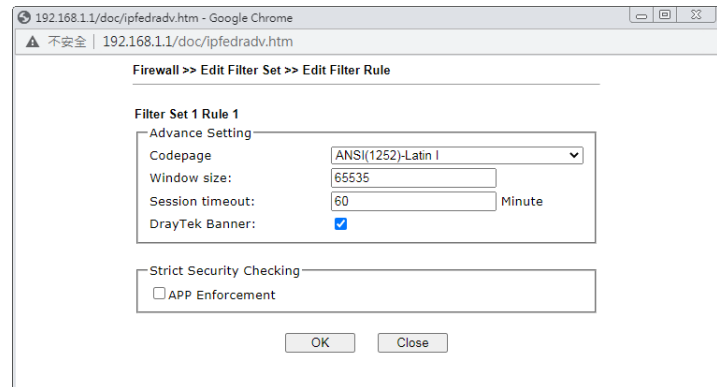 192.168.1.1/doc/ipfedradv.htm - Google Chrome
不安全 | 192.168.1.1/doc/ipfedradv.htm
Firewall >> Edit Filter Set >> Edit Filter Rule
Filter Set 1 Rule 1
Advance Setting
Codepage ANSI(1252)-Latin I
Window size: 65535
Session timeout: 60 Minute
DrayTek Banner:
Strict Security Checking
APP Enforcement
OK Close